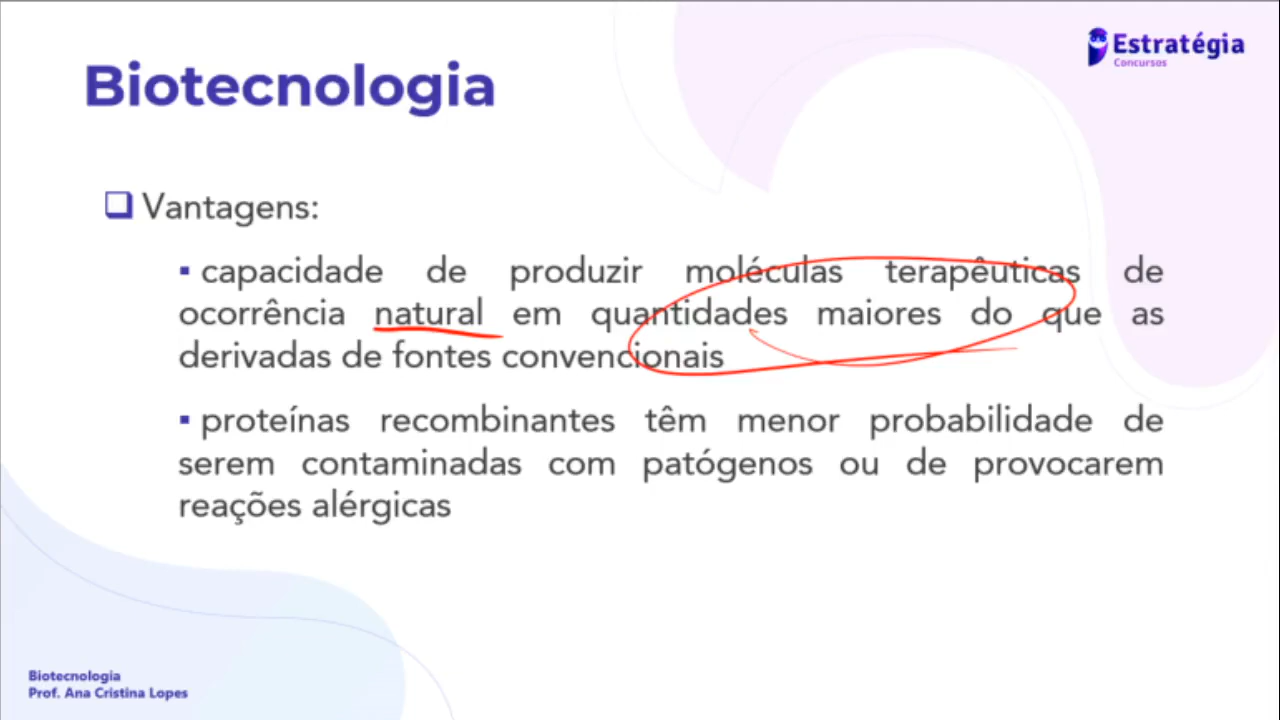 Estratégia
Concursos
Biotecnologia
❑ Vantagens:
▪ capacidade de produzir moléculas terapêuticas de
ocorrência natural em quantidades maiores do que as
derivadas de fontes convencionais
▪ proteínas recombinantes têm menor probabilidade de
serem contaminadas com patógenos ou de provocarem
reações alérgicas
Biotecnologia
Prof. Ana Cristina Lopes